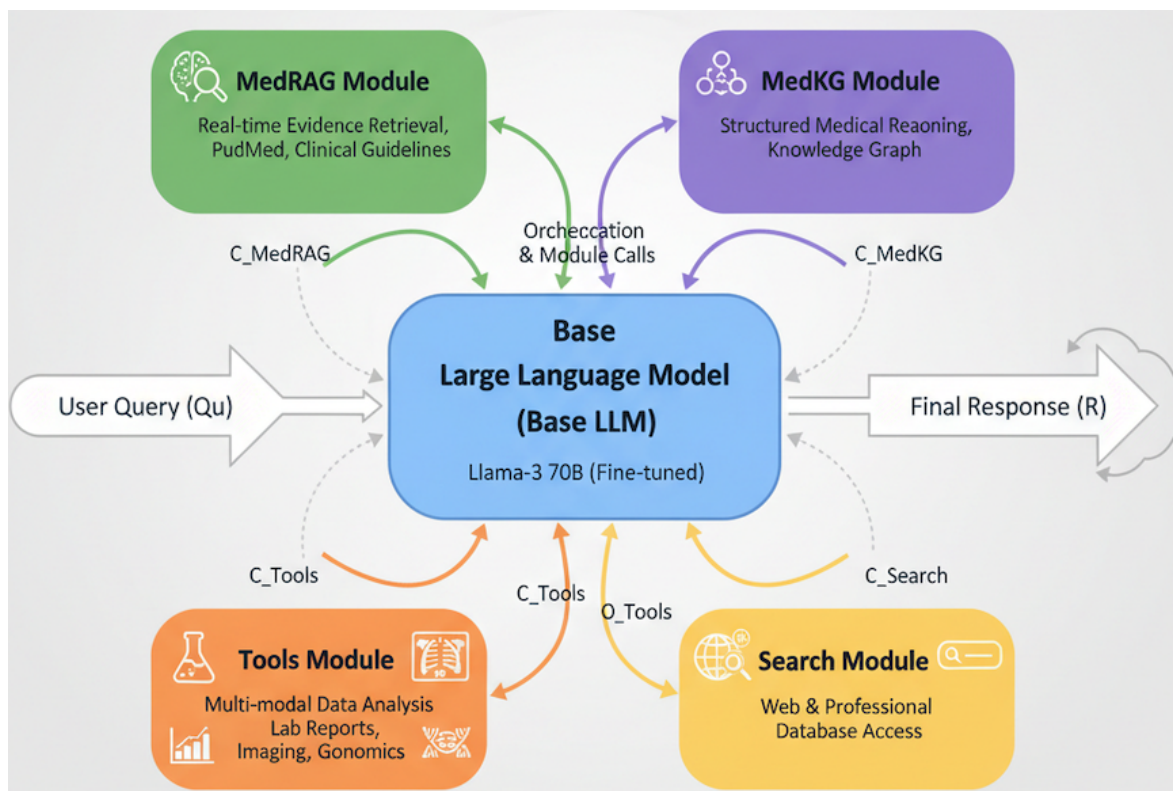 MedRAG Module
Real-time Evidence Retrieval,
PudMed, Clinical Guidelines
MedKG Module
Structured Medical Reaoning,
Knowledge Graph
C_MedRAG
Orcheccation
& Module Calls
C_MedKG
User Query (Qu)
Base
Large Language Model
(Base LLM)
Llama-3 70B (Fine-tuned)
Final Response (R)
C_Tools
C_Tools
O_Tools
C_Search
Tools Module
Multi-modal Data Analysis
Lab Reports,
Imaging, Gonomics
Search Module
Web & Professional
Database Access